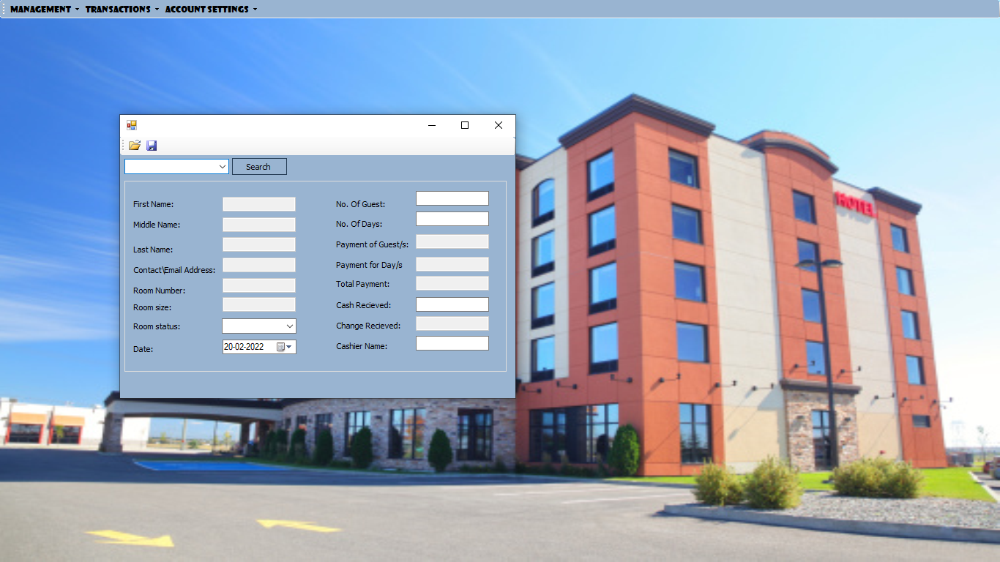 MANAGEMENT TRANSACTIONS ACCOUNT SETTINGS
Search
First Name:
Middle Name:
Last Name:
Contact\Email Address:
Room Number:
Room size:
Room status:
Date: 20-02-2022
No. Of Guest:
No. Of Days:
Payment of Guest/s:
Payment for Day/s
Total Payment:
Cash Recieved:
Change Recieved:
Cashier Name:
HOTEL